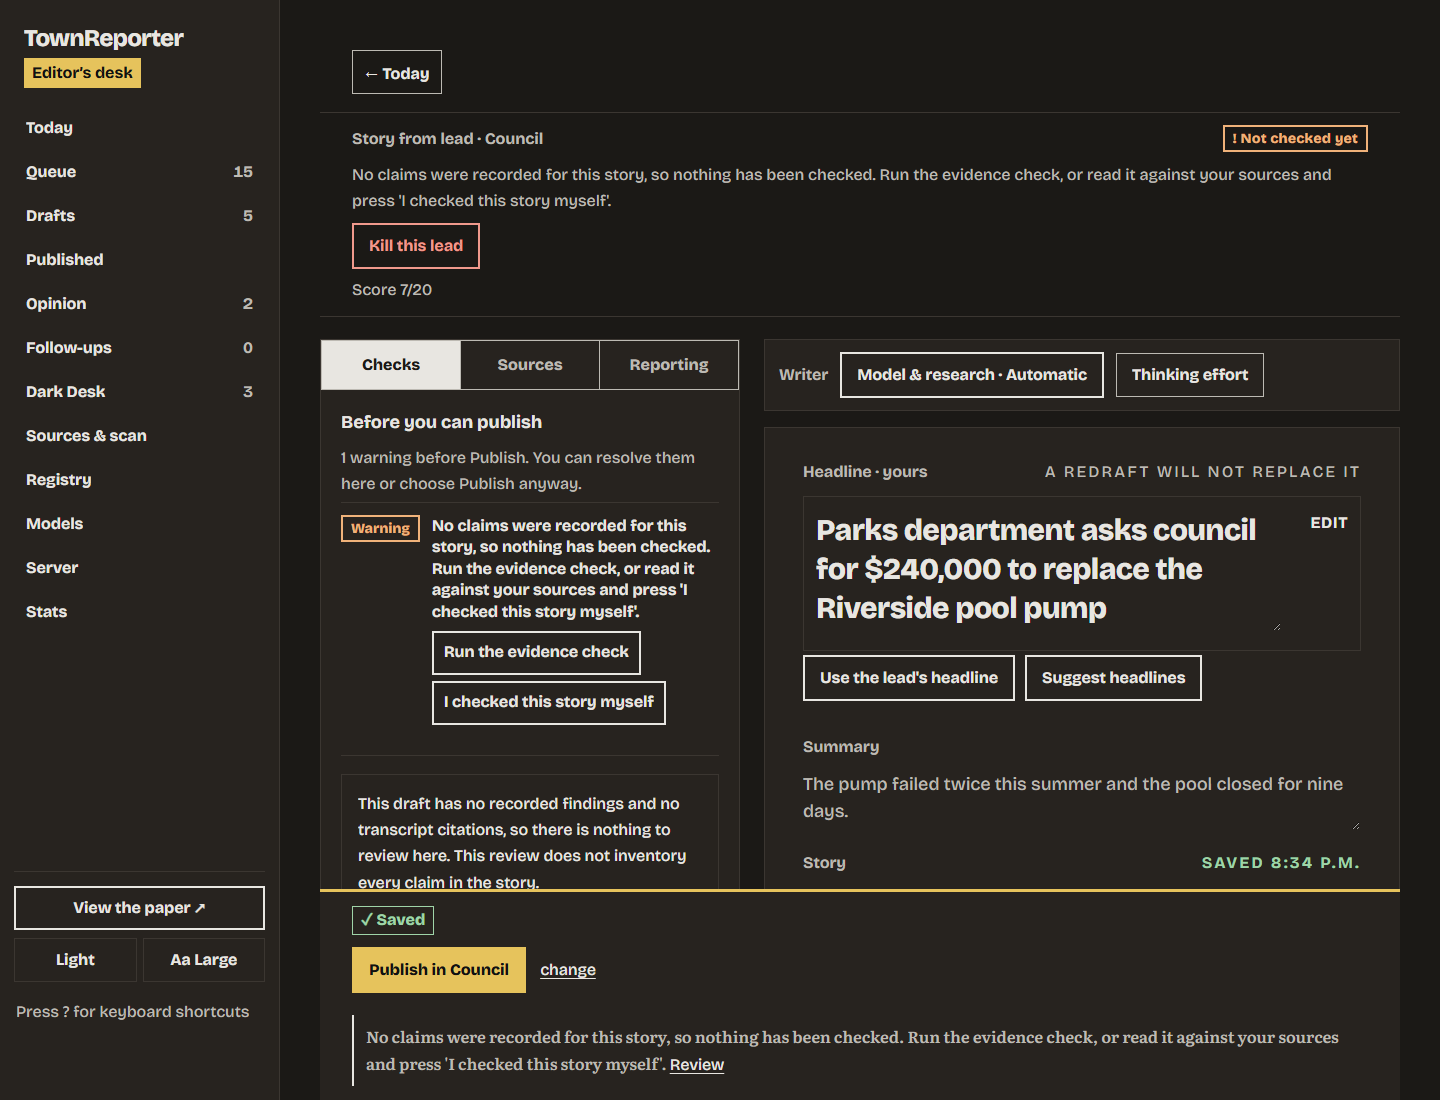 TownReporter
Editor's desk
Today
Queue 15
Drafts 5
Published
Opinion 2
Follow-ups 0
Dark Desk 3
Sources & scan
Registry
Models
Server
Stats
View the paper ↗
Light
Aa Large
Press ? for keyboard shortcuts
← Today
Story from lead · Council
! Not checked yet
No claims were recorded for this story, so nothing has been checked. Run the evidence check, or read it against your sources and
press 'I checked this story myself'.
Kill this lead
Score 7/20
Checks
Sources
Reporting
Before you can publish
1 warning before Publish. You can resolve them
here or choose Publish anyway.
Warning
No claims were recorded for this
story, so nothing has been checked.
Run the evidence check, or read it
against your sources and press 'I
checked this story myself'.
Run the evidence check
I checked this story myself
This draft has no recorded findings and no
transcript citations, so there is nothing to
review here. This review does not inventory
every claim in the story.
Writer
Model & research · Automatic
Thinking effort
Headline · yours
A REDRAFT WILL NOT REPLACE IT
Parks department asks council
for $240,000 to replace the
Riverside pool pump
EDIT
Use the lead's headline
Suggest headlines
Summary
The pump failed twice this summer and the pool closed for nine
days.
Story
SAVED 8:34 P.M.
✓ Saved
Publish in Council
change
No claims were recorded for this story, so nothing has been checked. Run the evidence check, or read it against your sources
and press 'I checked this story myself'. Review